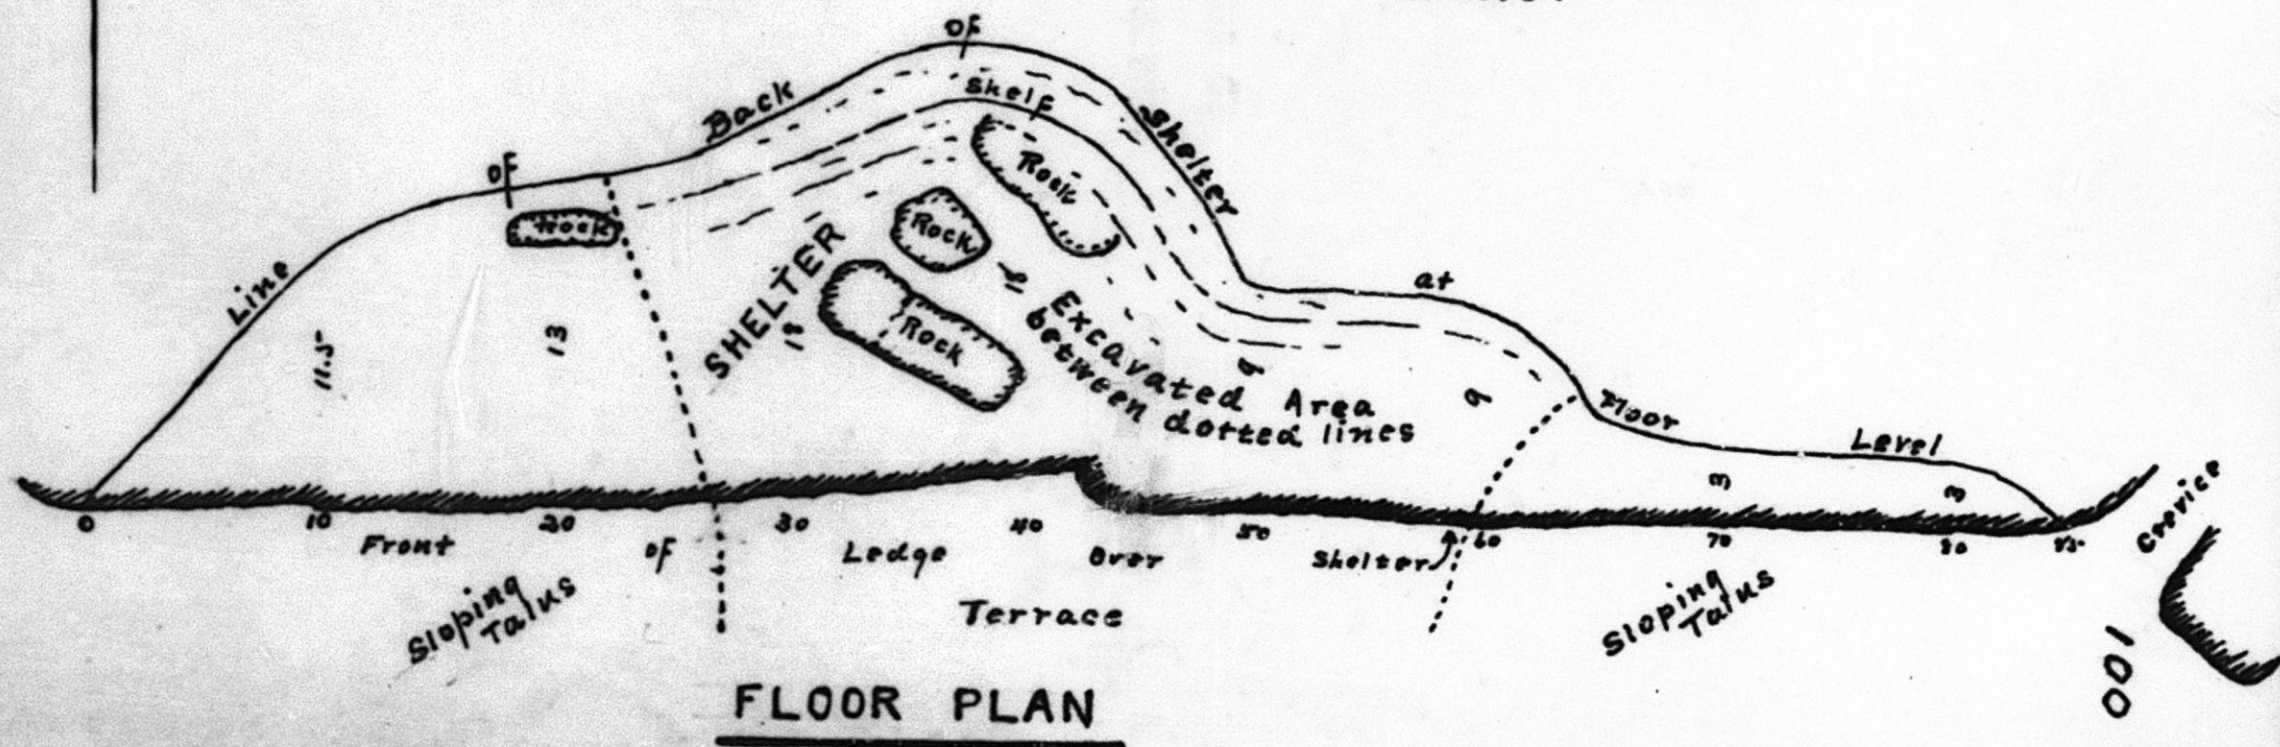 Line of Back of Shelter at Floor Level
Shelf
Rock
Rock
Rock
Rock
SHELTER
Excavated Area
between dotted lines
11.5
13
18
9
9
3
3
0 10 20 30 40 50 60 70 80 85
Front of Ledge Over Shelter
Crevice
Sloping
Talus
Terrace
Sloping
Talus
100
FLOOR PLAN